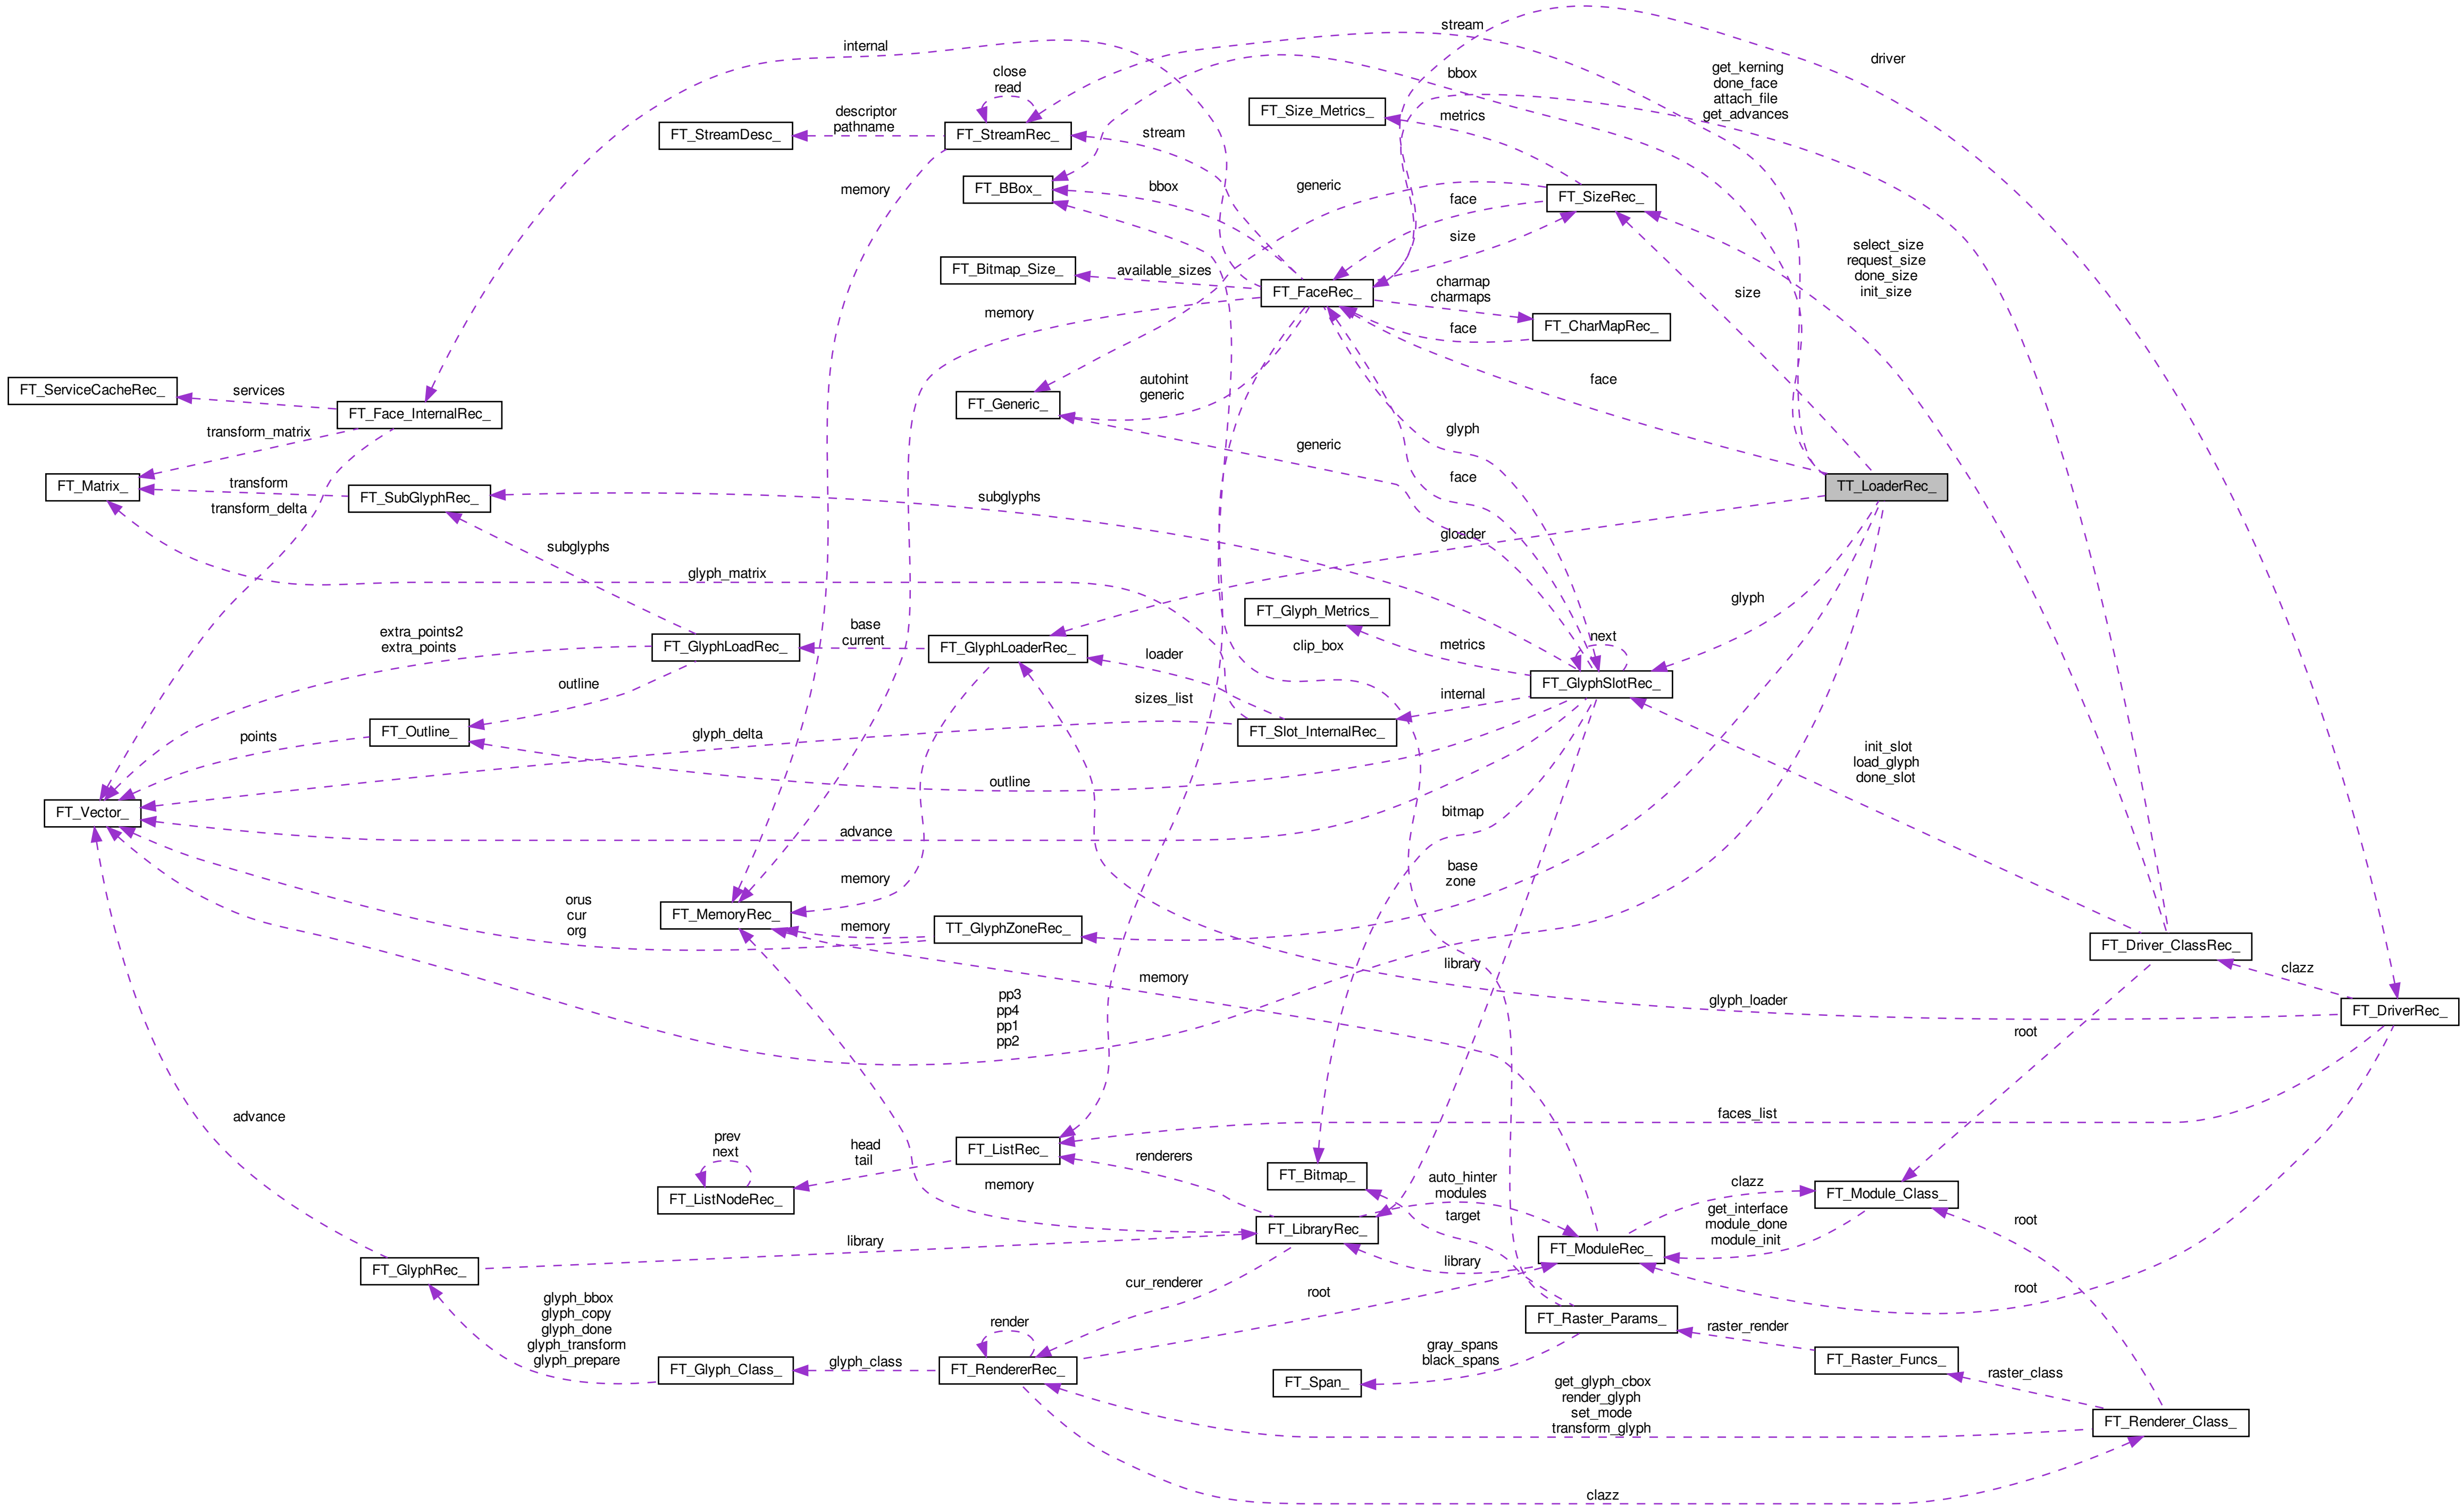 stream
driver
internal
get_kerning
done_face
attach_file
get_advances
close
read
bbox
FT_Size_Metrics_
metrics
descriptor
pathname
FT_StreamDesc_
FT_StreamRec_
stream
memory
FT_BBox_
bbox
generic
face
FT_SizeRec_
size
select_size
request_size
done_size
init_size
FT_Bitmap_Size_
available_sizes
FT_FaceRec_
charmap
charmaps
size
memory
face
FT_CharMapRec_
FT_ServiceCacheRec_
services
FT_Face_InternalRec_
autohint
generic
FT_Generic_
face
transform_matrix
glyph
generic
FT_Matrix_
transform
FT_SubGlyphRec_
face
TT_LoaderRec_
transform_delta
subglyphs
gloader
subglyphs
glyph_matrix
FT_Glyph_Metrics_
glyph
extra_points2
extra_points
FT_GlyphLoadRec_
base
current
FT_GlyphLoaderRec_
loader
clip_box
metrics
next
FT_GlyphSlotRec_
outline
sizes_list
internal
points
FT_Outline_
glyph_delta
FT_Slot_InternalRec_
init_slot
load_glyph
done_slot
outline
FT_Vector_
advance
bitmap
base
zone
memory
orus
cur
org
FT_MemoryRec_
memory
TT_GlyphZoneRec_
FT_Driver_ClassRec_
clazz
memory
library
pp3
pp4
pp1
pp2
glyph_loader
FT_DriverRec_
root
advance
faces_list
prev
next
head
tail
FT_ListRec_
renderers
FT_Bitmap_
auto_hinter
modules
clazz
FT_ListNodeRec_
memory
target
FT_Module_Class_
get_interface
module_done
module_init
root
library
FT_LibraryRec_
FT_ModuleRec_
FT_GlyphRec_
library
cur_renderer
root
root
glyph_bbox
glyph_copy
glyph_done
glyph_transform
glyph_prepare
render
FT_Raster_Params_
raster_render
FT_Glyph_Class_
glyph_class
FT_RendererRec_
gray_spans
black_spans
FT_Raster_Funcs_
FT_Span_
raster_class
get_glyph_cbox
render_glyph
set_mode
transform_glyph
FT_Renderer_Class_
clazz